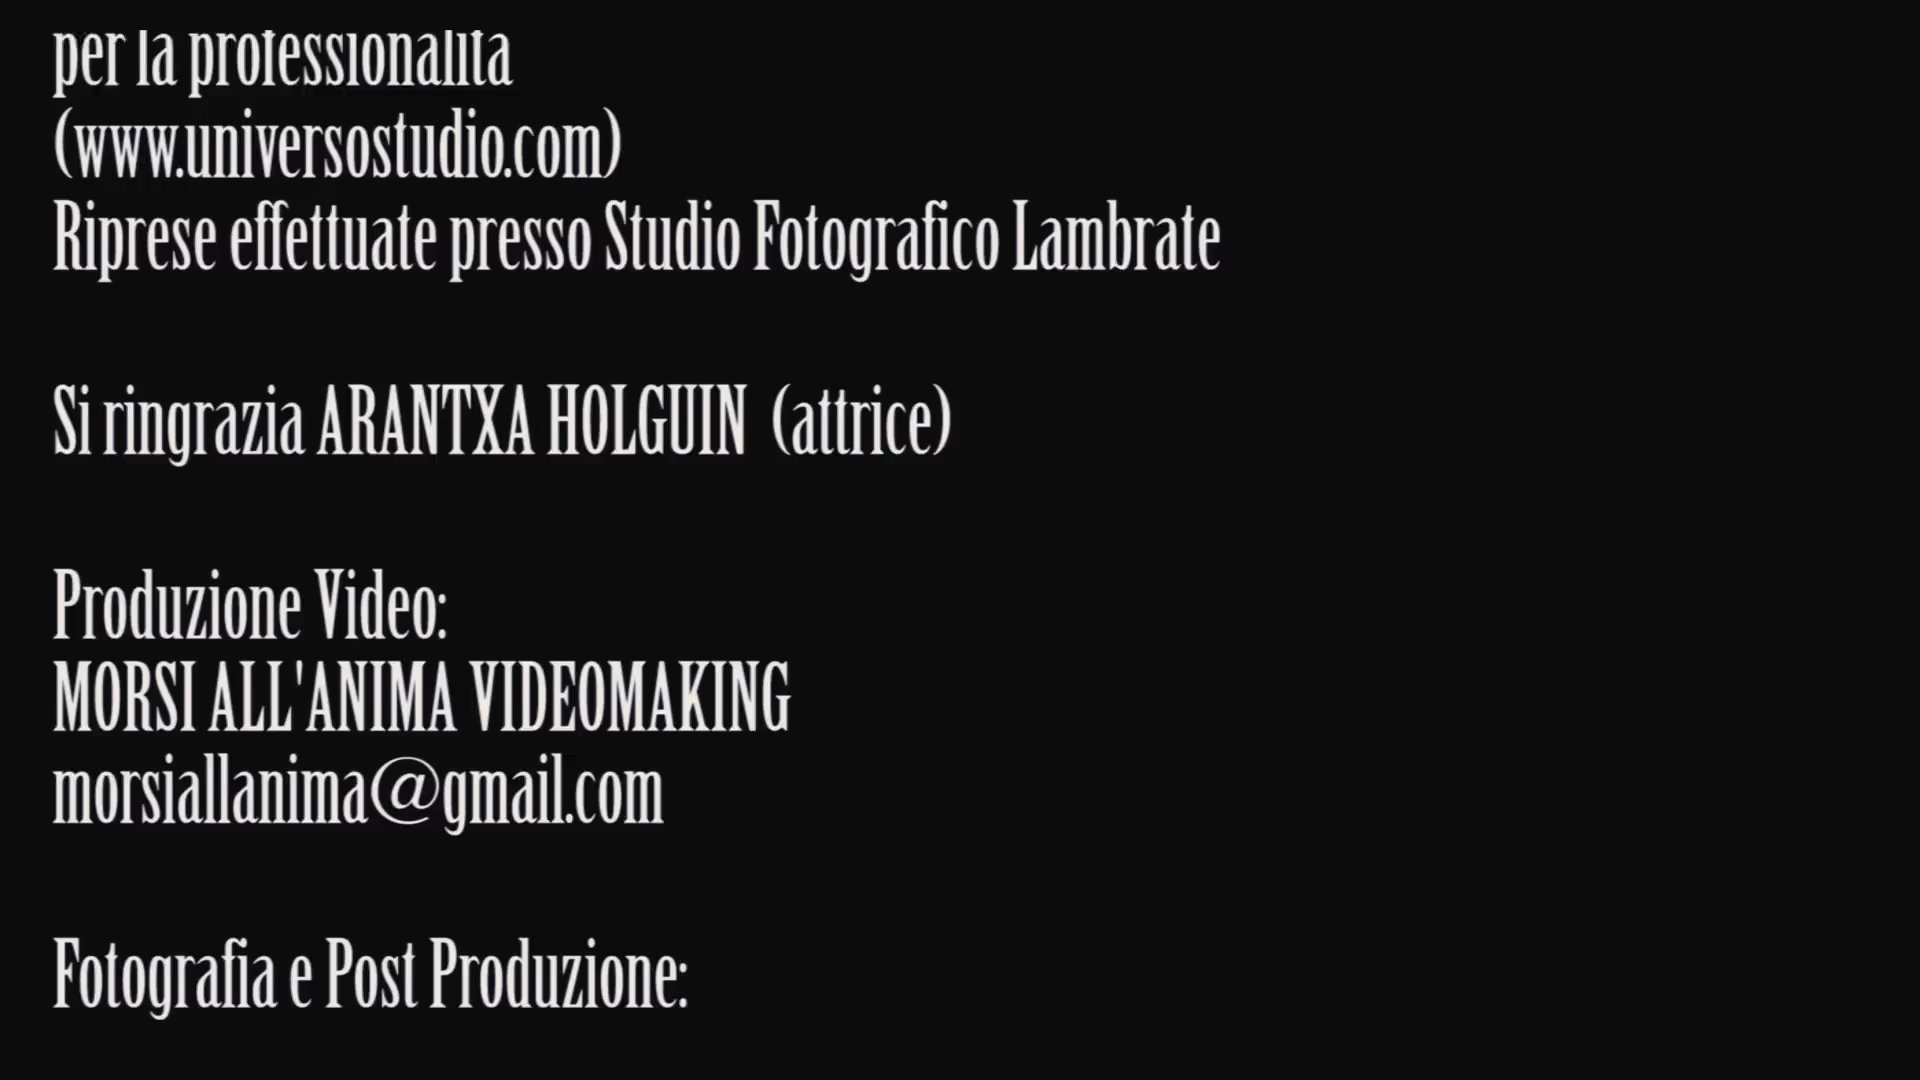 per la professionalità
(www.universostudio.com)
Riprese effettuate presso Studio Fotografico Lambrate
Si ringrazia ARANTXA HOLGUIN (attrice)
Produzione Video:
MORSI ALL'ANIMA VIDEOMAKING
morsiallanima@gmail.com
Fotografia e Post Produzione: